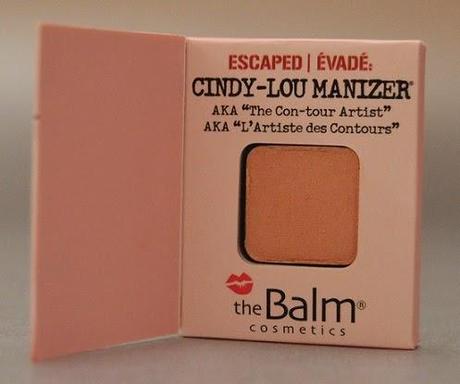 ESCAPED | ÉVADÉ:
CINDY-LOU MANIZER®
AKA "The Con-tour Artist"
AKA "L'Artiste des Contours"
theBalm®
cosmetics